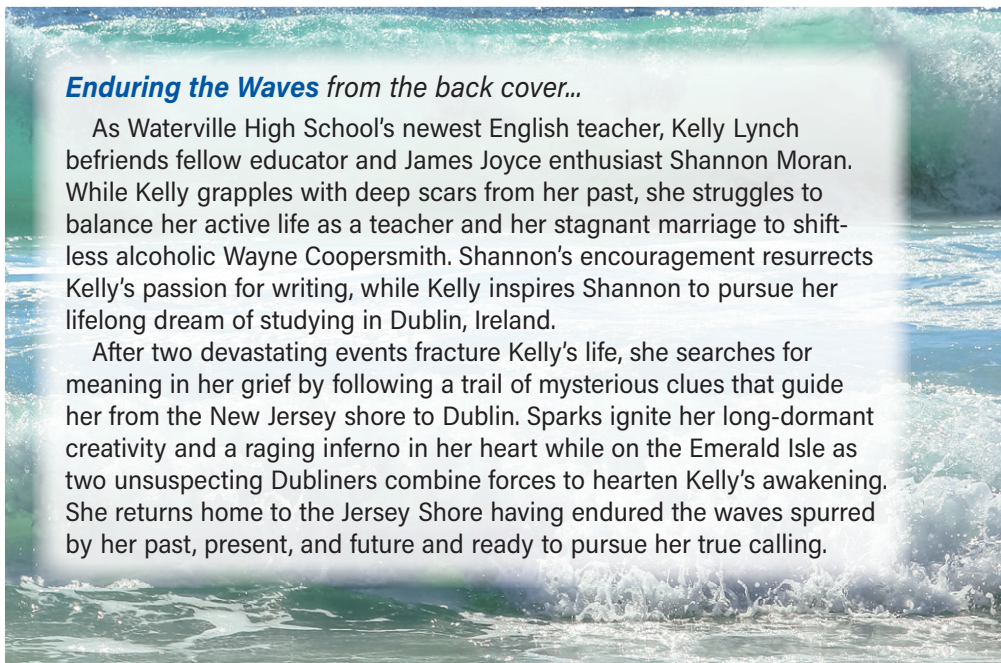 Enduring the Waves from the back cover...
As Waterville High School's newest English teacher, Kelly Lynch
befriends fellow educator and James Joyce enthusiast Shannon Moran.
While Kelly grapples with deep scars from her past, she struggles to
balance her active life as a teacher and her stagnant marriage to shift-
less alcoholic Wayne Coopersmith. Shannon's encouragement resurrects
Kelly's passion for writing, while Kelly inspires Shannon to pursue her
lifelong dream of studying in Dublin, Ireland.
After two devastating events fracture Kelly's life, she searches for
meaning in her grief by following a trail of mysterious clues that guide
her from the New Jersey shore to Dublin. Sparks ignite her long-dormant
creativity and a raging inferno in her heart while on the Emerald Isle as
two unsuspecting Dubliners combine forces to hearten Kelly's awakening.
She returns home to the Jersey Shore having endured the waves spurred
by her past, present, and future and ready to pursue her true calling.